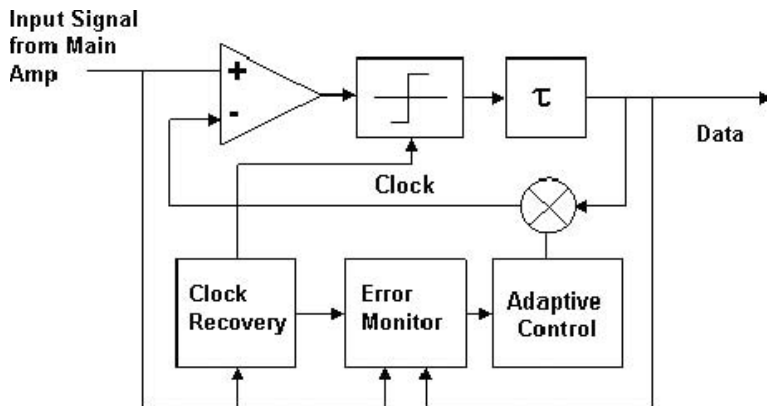 Input Signal
from Main
Amp
+
-
τ
Data
Clock
Clock
Recovery
Error
Monitor
Adaptive
Control